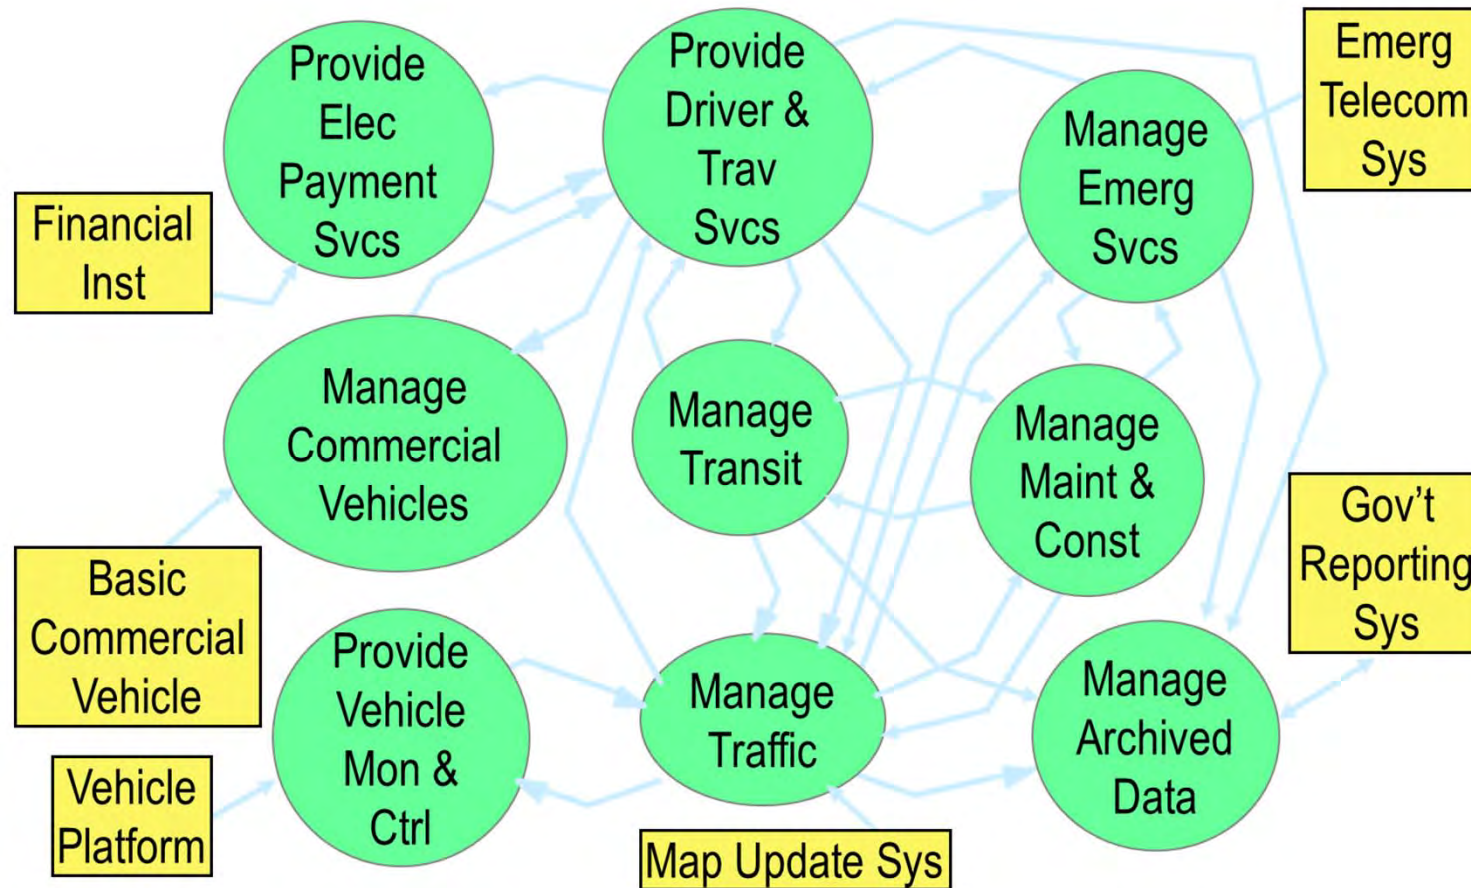 Provide
Elec
Payment
Svcs
Provide
Driver &
Trav
Svcs
Manage
Emerg
Svcs
Emerg
Telecom
Sys
Financial
Inst
Manage
Commercial
Vehicles
Manage
Transit
Manage
Maint &
Const
Gov't
Reporting
Sys
Basic
Commercial
Vehicle
Provide
Vehicle
Mon &
Ctrl
Manage
Traffic
Manage
Archived
Data
Vehicle
Platform
Map Update Sys